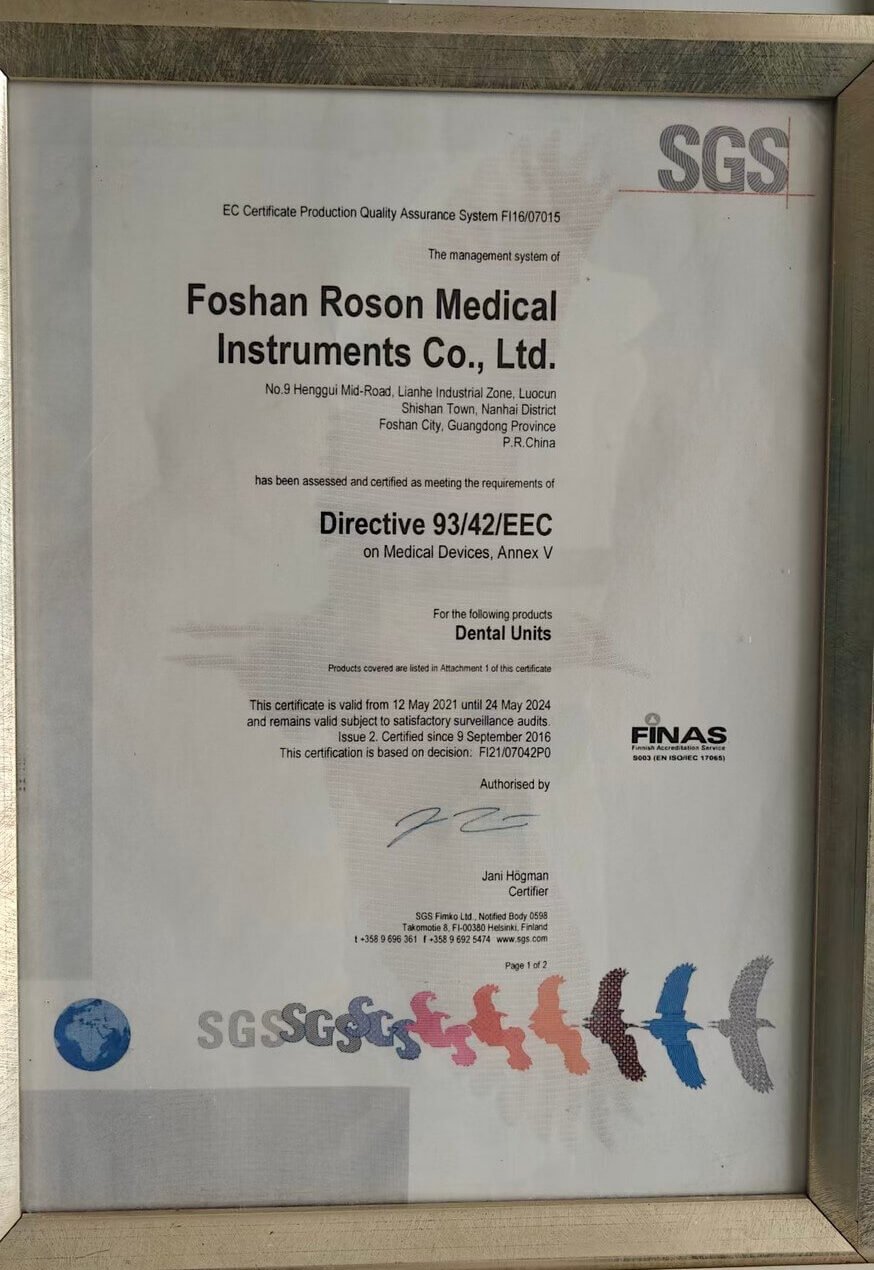 SGS
EC Certificate Production Quality Assurance System FI16/07015
The management system of
Foshan Roson Medical
Instruments Co., Ltd.
No.9 Henggui Mid-Road, Lianhe Industrial Zone, Luocun
Shishan Town, Nanhai District
Foshan City, Guangdong Province
P.R.China
has been assessed and certified as meeting the requirements of
Directive 93/42/EEC
on Medical Devices, Annex V
For the following products
Dental Units
Products covered are listed in Attachment 1 of this certificate
This certificate is valid from 12 May 2021 until 24 May 2024
and remains valid subject to satisfactory surveillance audits.
Issue 2. Certified since 9 September 2016
This certification is based on decision: FI21/07042P0
FINAS
Finnish Accreditation Service
S003 (EN ISO/IEC 17065)
Authorised by
Jani Högman
Certifier
SGS Fimko Ltd., Notified Body 0598
Takomotie 8, FI-00380 Helsinki, Finland
t +358 9 696 361 f +358 9 692 5474 www.sgs.com
Page 1 of 2
SGS SGS SGS